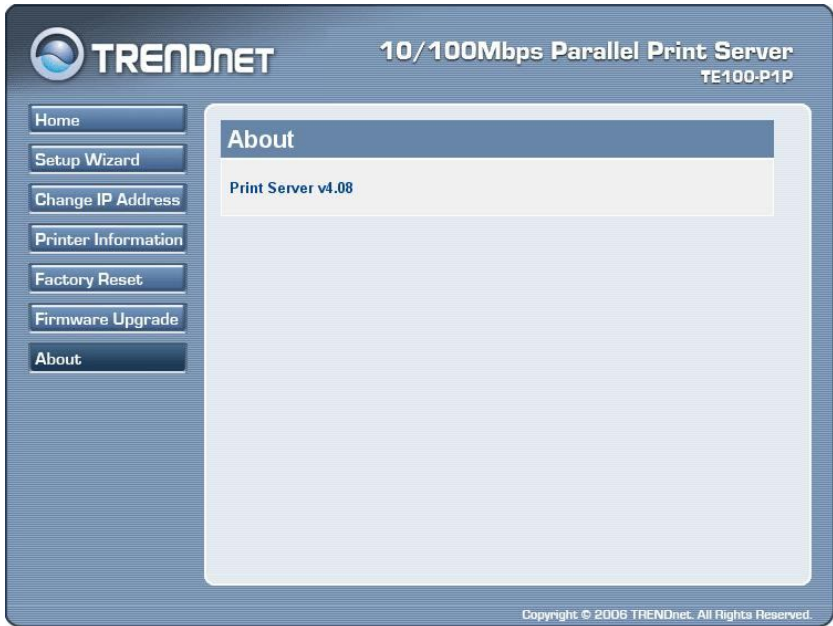 TRENDNET
10/100Mbps Parallel Print Server
TE100-P1P
Home
Setup Wizard
Change IP Address
Printer Information
Factory Reset
Firmware Upgrade
About
About
Print Server v4.08
Copyright © 2006 TRENDnet. All Rights Reserved.